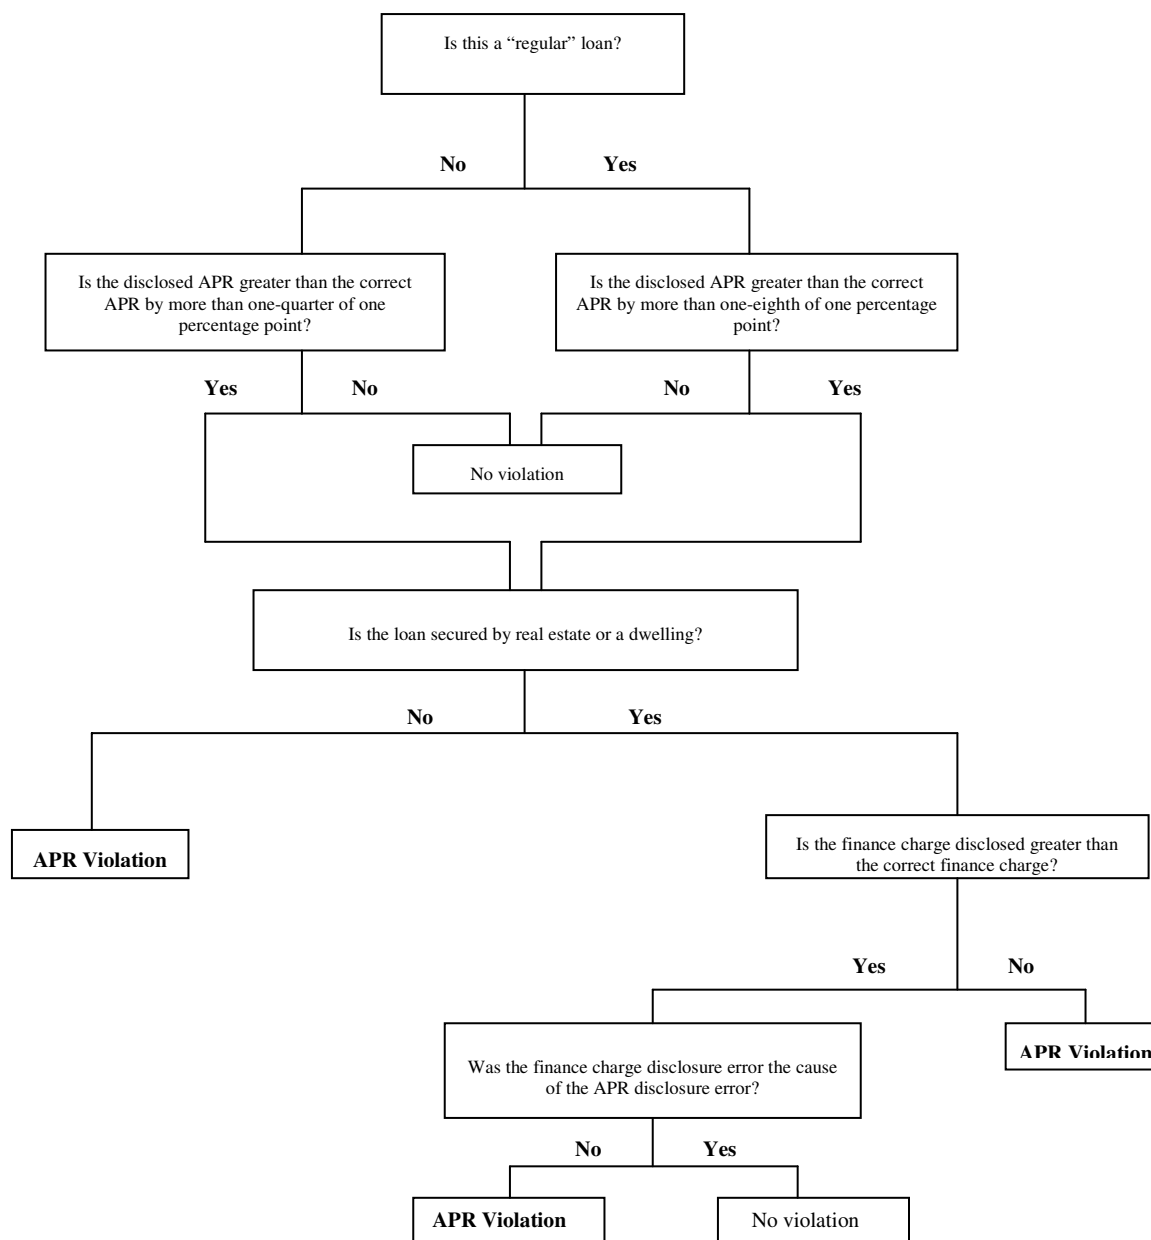 Is this a “regular” loan?
No
Yes
Is the disclosed APR greater than the correct
APR by more than one-quarter of one
percentage point?
Is the disclosed APR greater than the correct
APR by more than one-eighth of one percentage
point?
Yes
No
No
Yes
No violation
Is the loan secured by real estate or a dwelling?
No
Yes
APR Violation
Is the finance charge disclosed greater than
the correct finance charge?
Yes
No
Was the finance charge disclosure error the cause
of the APR disclosure error?
APR Violation
No
Yes
APR Violation
No violation